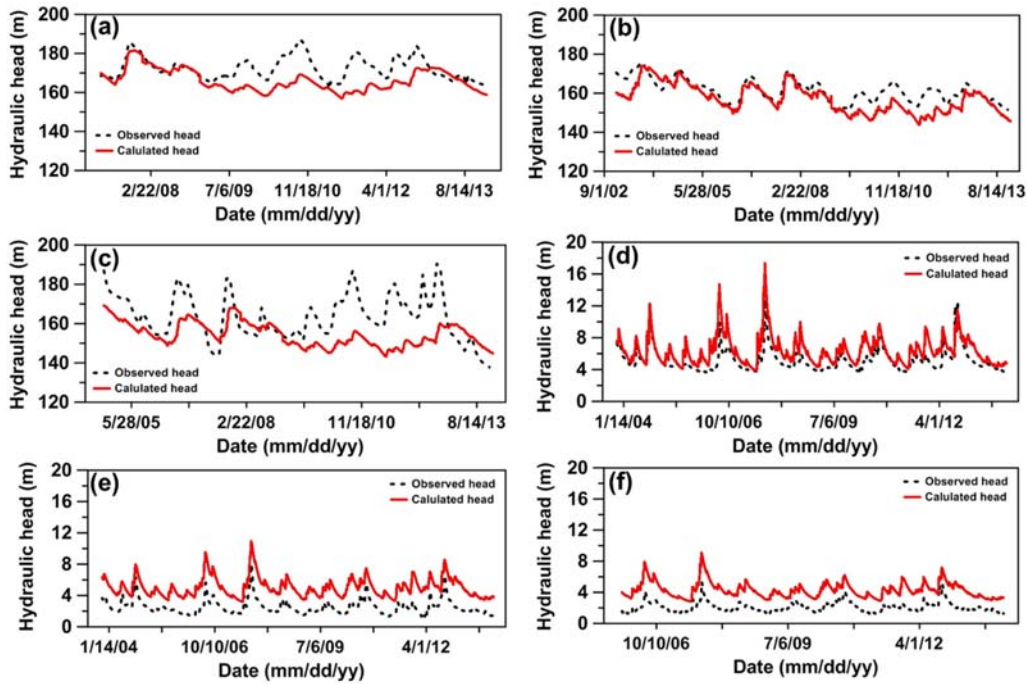 (a)
Hydraulic head (m)
200
180
160
140
120
Observed head
Calulated head
2/22/08 7/6/09 11/18/10 4/1/12 8/14/13
Date (mm/dd/yy)
(b)
Hydraulic head (m)
200
180
160
140
120
Observed head
Calulated head
9/1/02 5/28/05 2/22/08 11/18/10 8/14/13
Date (mm/dd/yy)
(c)
Hydraulic head (m)
200
180
160
140
120
Observed head
Calulated head
5/28/05 2/22/08 11/18/10 8/14/13
Date (mm/dd/yy)
(d)
Hydraulic head (m)
20
16
12
8
4
0
Observed head
Calulated head
1/14/04 10/10/06 7/6/09 4/1/12
Date (mm/dd/yy)
(e)
Hydraulic head (m)
20
16
12
8
4
0
Observed head
Calulated head
1/14/04 10/10/06 7/6/09 4/1/12
Date (mm/dd/yy)
(f)
Hydraulic head (m)
20
16
12
8
4
0
Observed head
Calulated head
10/10/06 7/6/09 4/1/12
Date (mm/dd/yy)